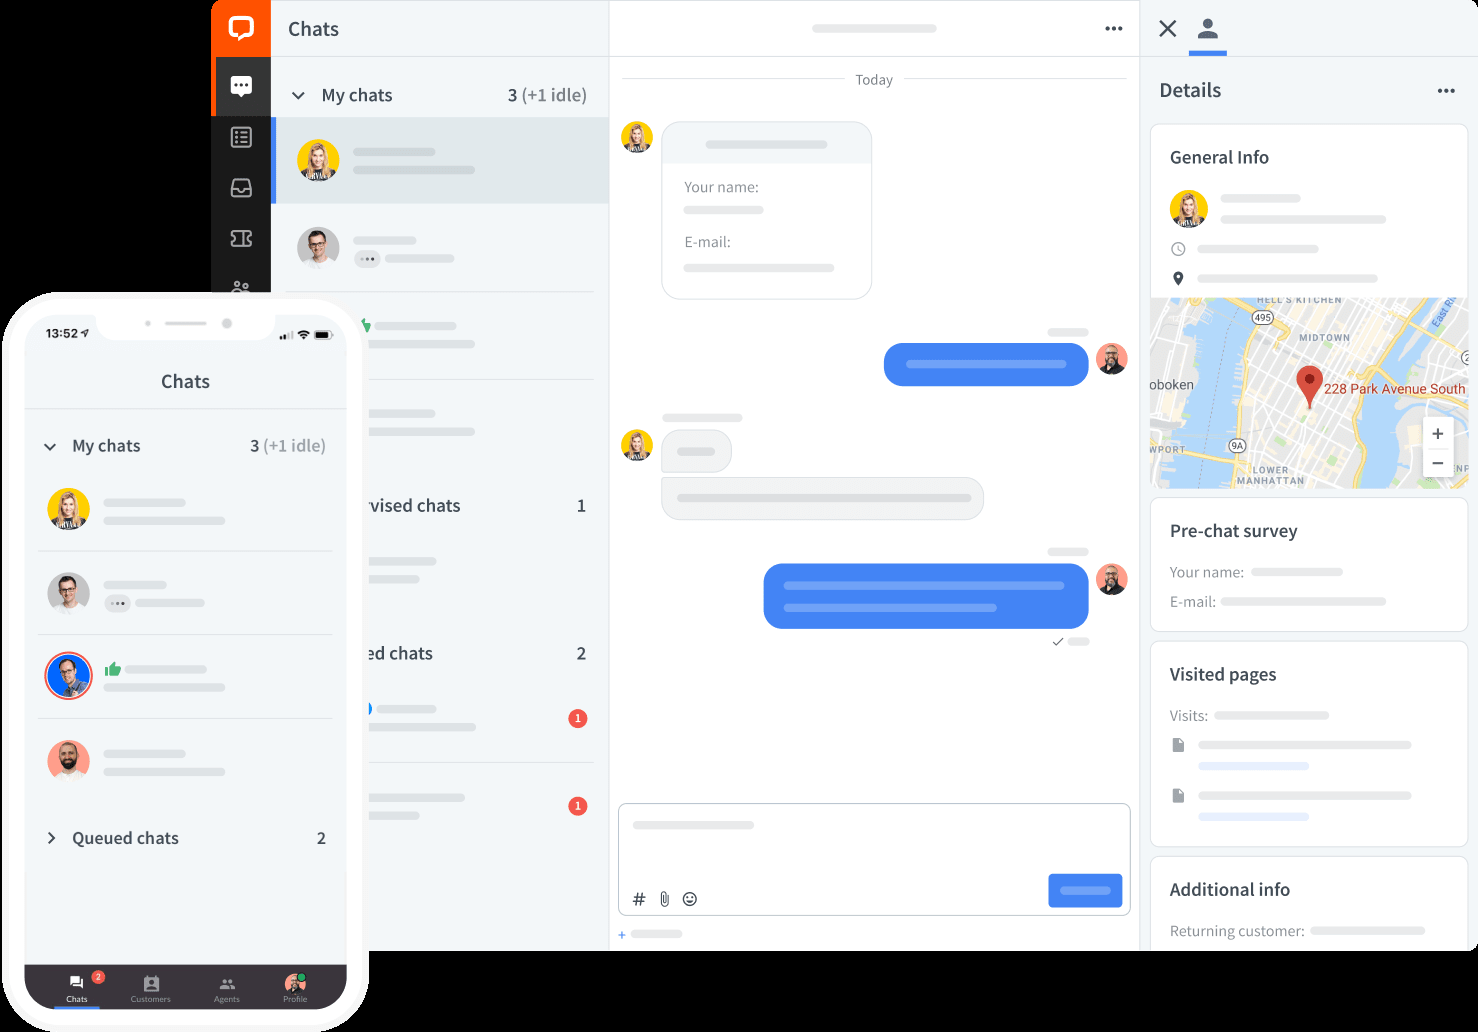 Chats
My chats
3 (+1 idle)
vised chats
1
ed chats
2
1
1
Today
Your name:
E-mail:
Details
General Info
HELL'S KITCHEN
495
MIDTOWN
East Ri
oboken
228 Park Avenue South
9A
WPORT
LOWER
MANHATTAN
Pre-chat survey
Your name:
E-mail:
Visited pages
Visits:
Additional info
Returning customer:
13:52
Chats
My chats
3 (+1 idle)
Queued chats
2
2
Chats
Customers
Agents
Profile